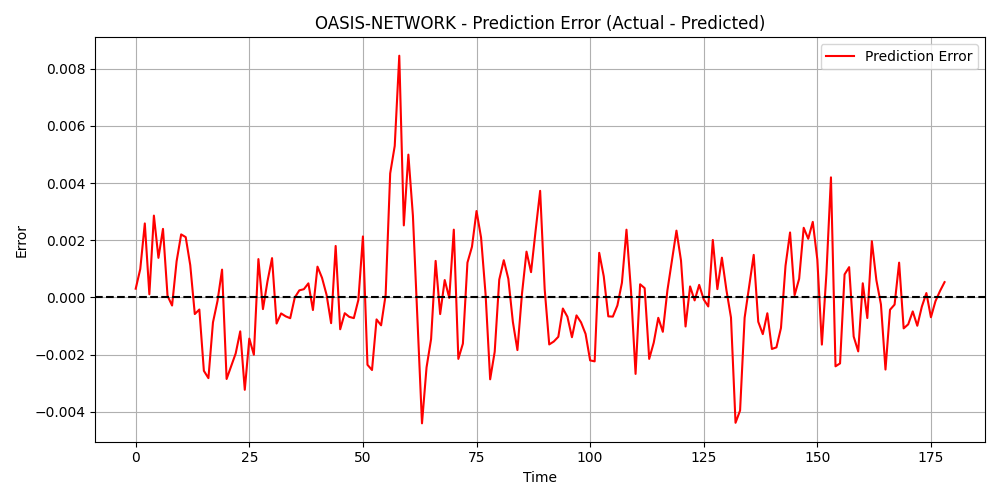 OASIS-NETWORK - Prediction Error (Actual - Predicted)
Prediction Error
0.008
0.006
0.004
0.002
0.000
−0.002
−0.004
Error
0 25 50 75 100 125 150 175
Time